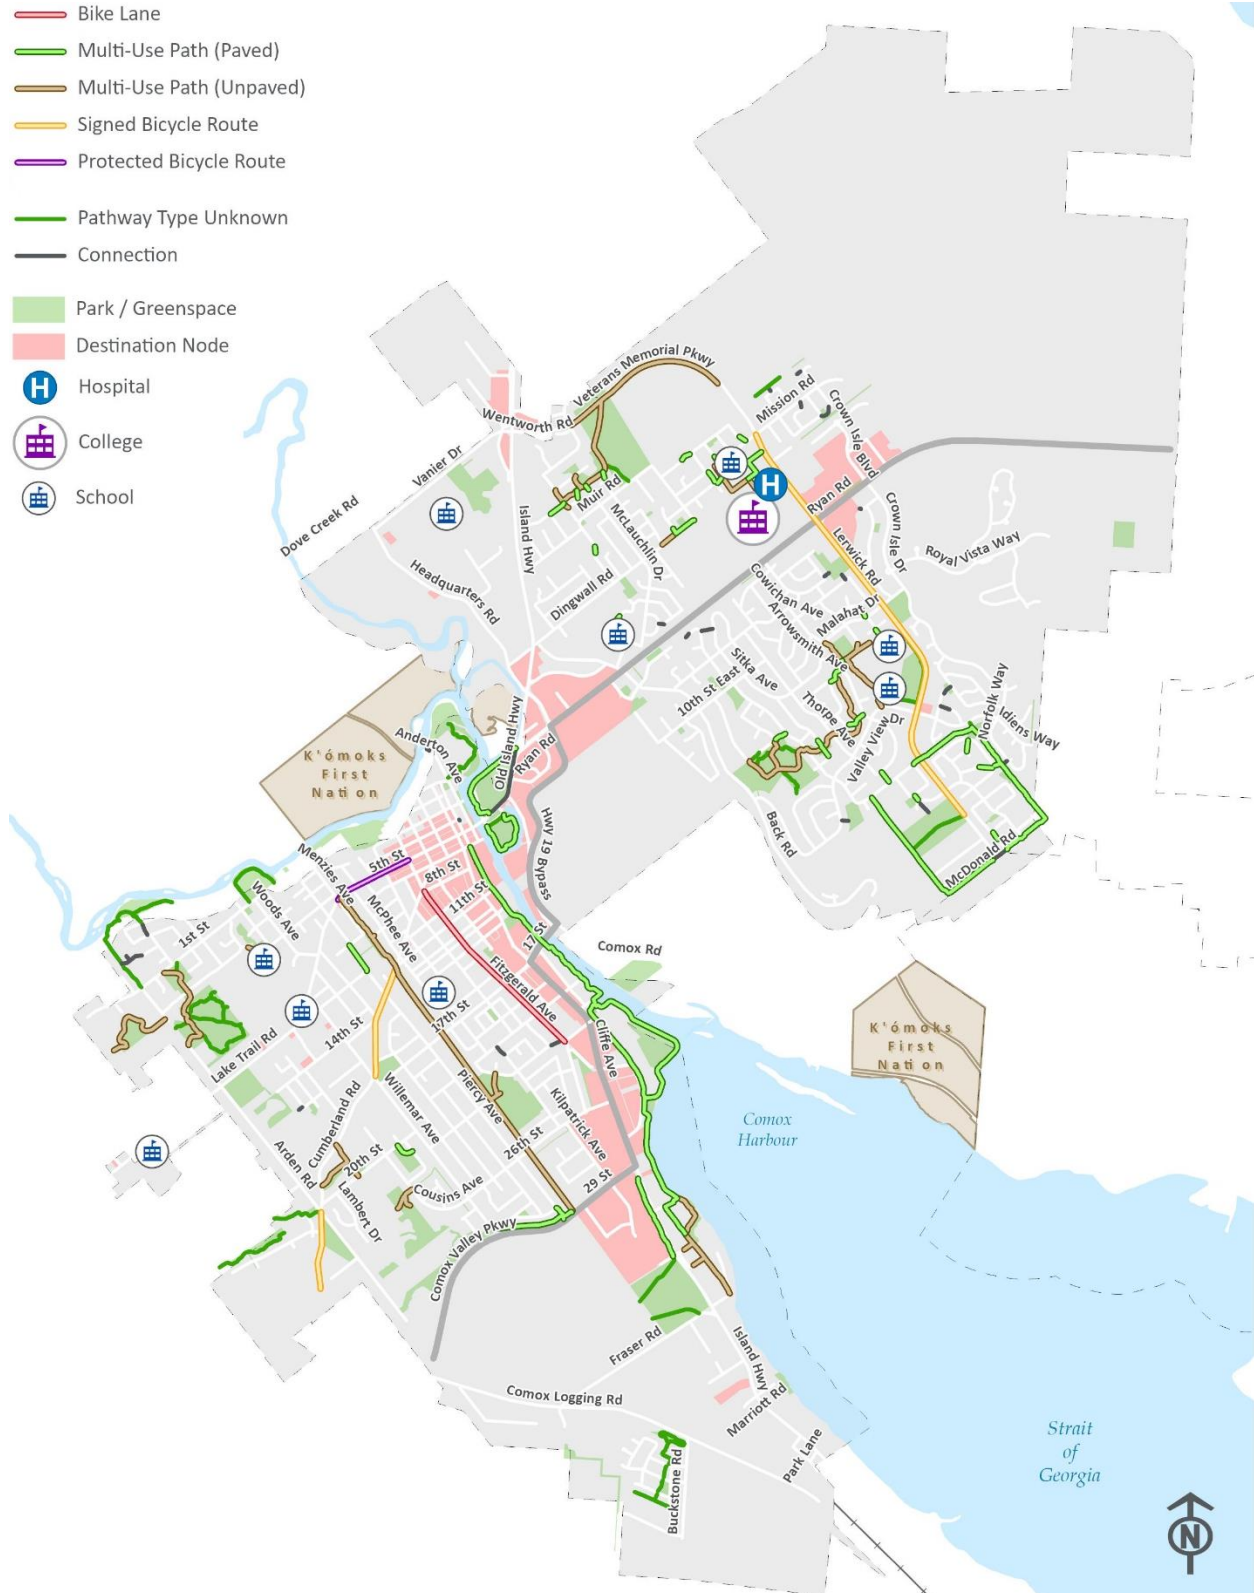 Bike Lane
Multi-Use Path (Paved)
Multi-Use Path (Unpaved)
Signed Bicycle Route
Protected Bicycle Route
Pathway Type Unknown
Connection
Park / Greenspace
Destination Node
H
Hospital
College
School
Veterans Memorial Pkwy
Wentworth Rd
Mission Rd
Crown Isle Blvd
Vanier Dr
Muir Rd
H
Ryan Rd
Dove Creek Rd
Island Hwy
McLauchlin Dr
Crown Isle Dr
Royal Vista Way
Lerwick Rd
Headquarters Rd
Dingwall Rd
Cowichan Ave
Malahat Dr
Arrowsmith Ave
Sitka Ave
10th St East
Thorpe Ave
Valley View Dr
Norfolk Way
Idiens Way
Anderton Ave
Old Island Hwy
Ryan Rd
K'ómoks
First
Nation
Hwy 19 Bypass
Back Rd
McDonald Rd
Menzies Ave
5th St
8th St
11th St
Woods Ave
McPhee Ave
1st St
17 St
Comox Rd
Fitzgerald Ave
17th St
14th St
Cliffe Ave
Lake Trail Rd
K'ómoks
First
Nation
Cumberland Rd
Willemar Ave
Piercy Ave
Kilpatrick Ave
Comox
Harbour
26th St
20th St
Arden Rd
Lambert Dr
Cousins Ave
29 St
Comox Valley Pkwy
Fraser Rd
Island Hwy
Comox Logging Rd
Marriott Rd
Park Lane
Buckstone Rd
Strait
of
Georgia
N